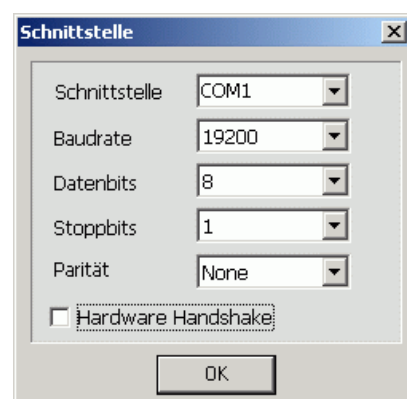 Schnittstelle
Schnittstelle COM1
Baudrate 19200
Datenbits 8
Stoppbits 1
Parität None
Hardware Handshake
OK